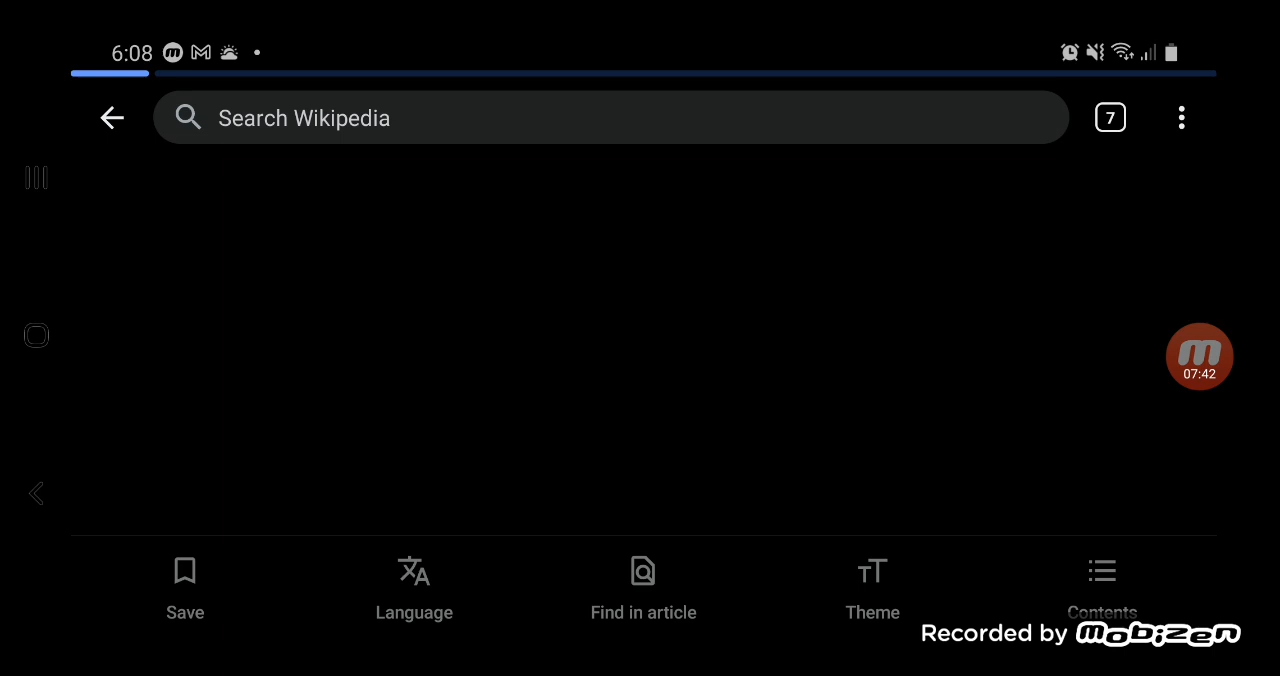 6:08
Search Wikipedia
7
07:42
Save
Language
Find in article
Theme
Contents
Recorded by mobizen